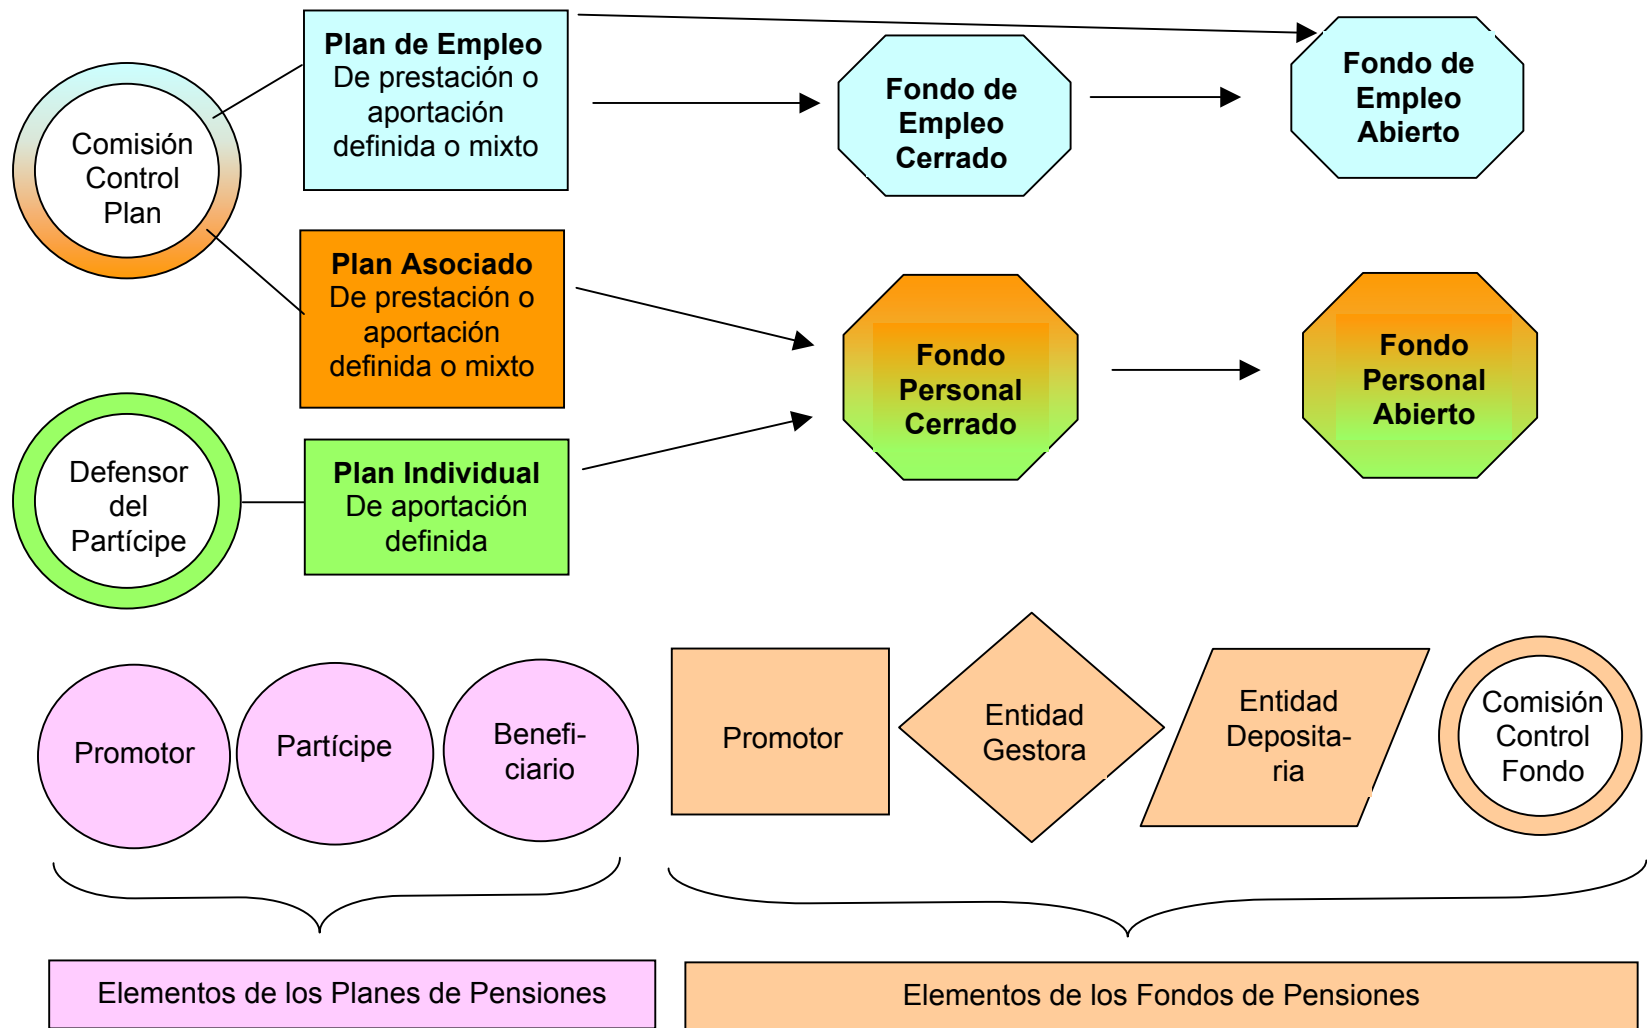 Plan de Empleo
De prestación o
aportación
definida o mixto
Fondo de
Empleo
Cerrado
Fondo de
Empleo
Abierto
Comisión
Control
Plan
Plan Asociado
De prestación o
aportación
definida o mixto
Fondo
Personal
Cerrado
Fondo
Personal
Abierto
Defensor
del
Partícipe
Plan Individual
De aportación
definida
Promotor
Partícipe
Benefi-
ciario
Promotor
Entidad
Gestora
Entidad
Deposita-
ria
Comisión
Control
Fondo
Elementos de los Planes de Pensiones
Elementos de los Fondos de Pensiones